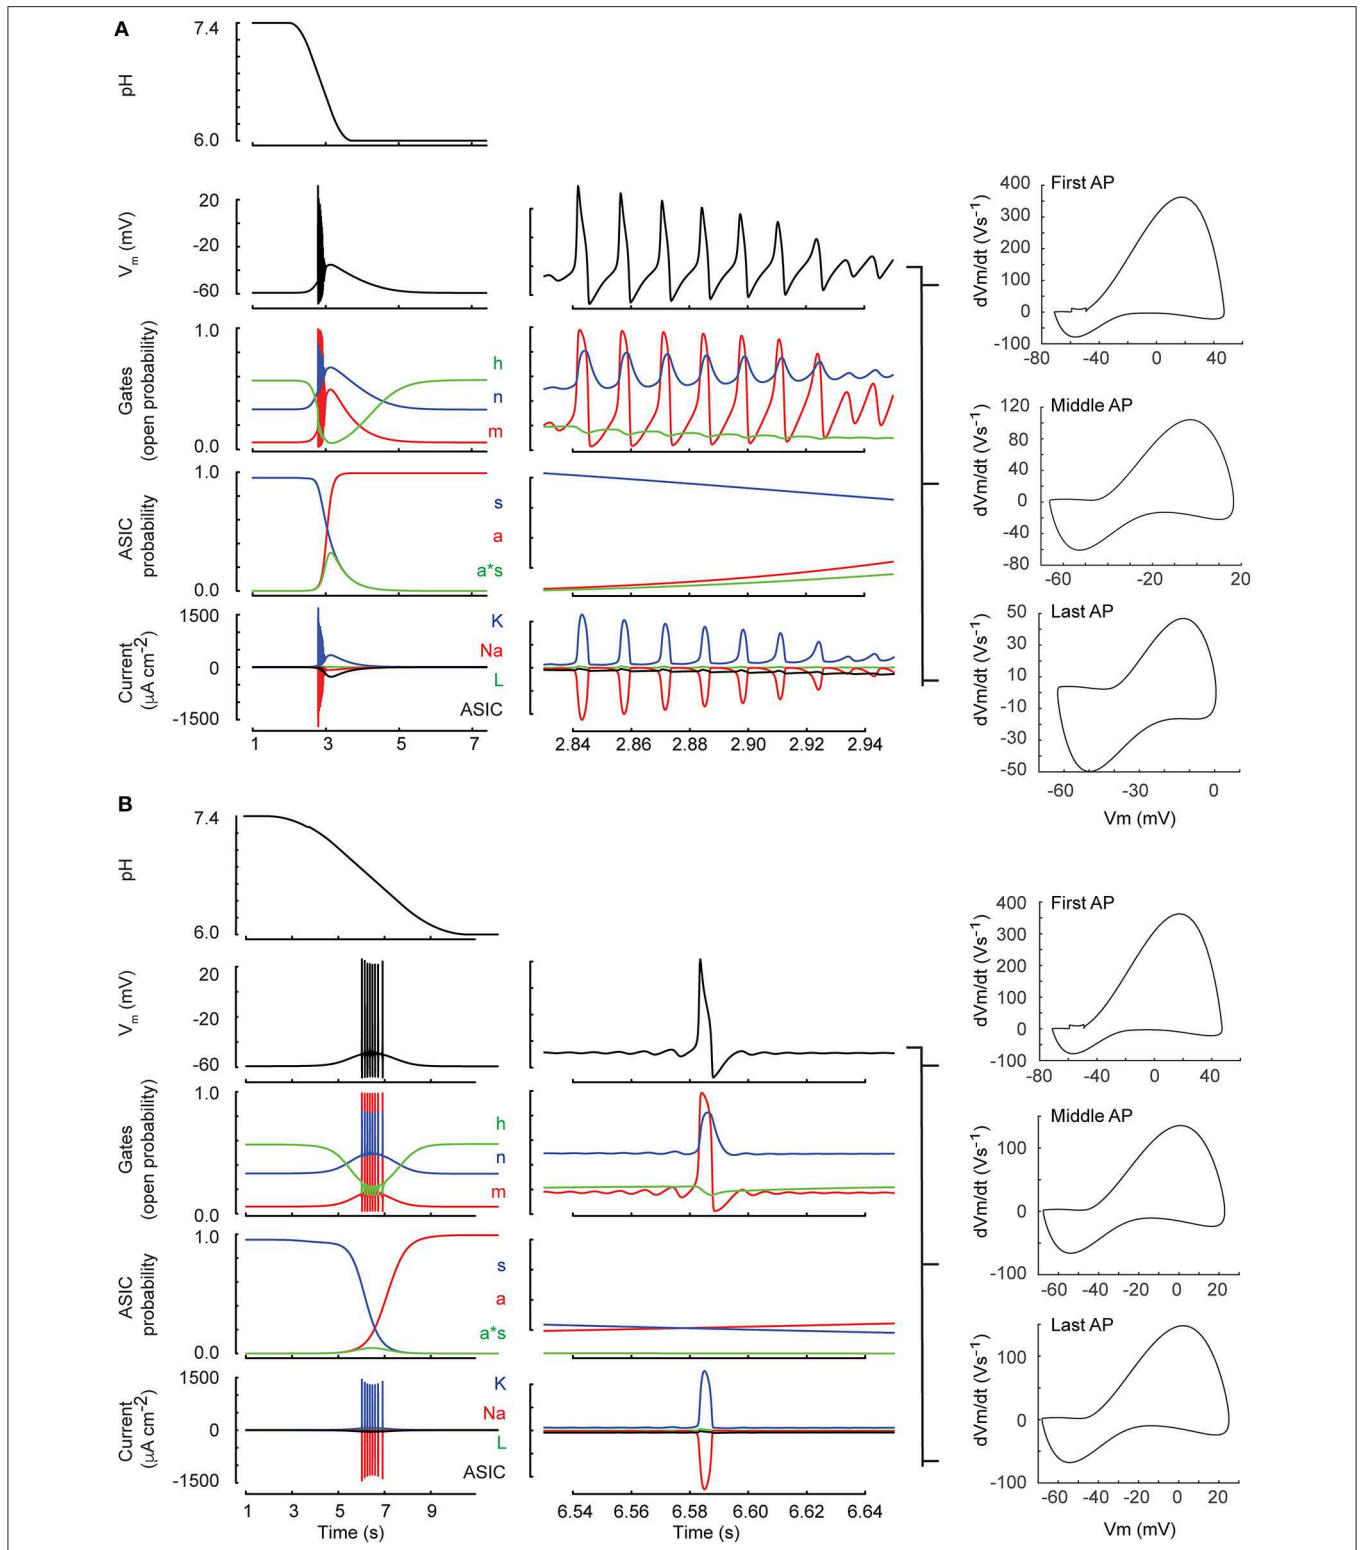 A
7.4
pH
6.0
20
-20
-60
Vm (mV)
1.0
0.0
Gates
(open probability)
h
n
m
1.0
0.0
ASIC
probability
s
a
a*s
1500
0
-1500
Current
(µA cm-2)
K
Na
L
ASIC
1 3 5 7
2.84 2.86 2.88 2.90 2.92 2.94
First AP
400
300
200
100
0
-100
dVm/dt (Vs−1)
-80 -40 0 40
Middle AP
120
80
40
0
-40
-80
dVm/dt (Vs−1)
-60 -20 20
Last AP
50
30
10
-10
-30
-50
dVm/dt (Vs−1)
-60 -30 0
Vm (mV)
B
7.4
pH
6.0
20
-20
-60
Vm (mV)
1.0
0.0
Gates
(open probability)
h
n
m
1.0
0.0
ASIC
probability
s
a
a*s
1500
0
-1500
Current
(µA cm-2)
K
Na
L
ASIC
1 3 5 7 9
Time (s)
6.54 6.56 6.58 6.60 6.62 6.64
Time (s)
First AP
400
300
200
100
0
-100
dVm/dt (Vs−1)
-80 -40 0 40
Middle AP
100
0
-100
dVm/dt (Vs−1)
-60 -40 -20 0 20
Last AP
100
0
-100
dVm/dt (Vs−1)
-60 -40 -20 0 20
Vm (mV)